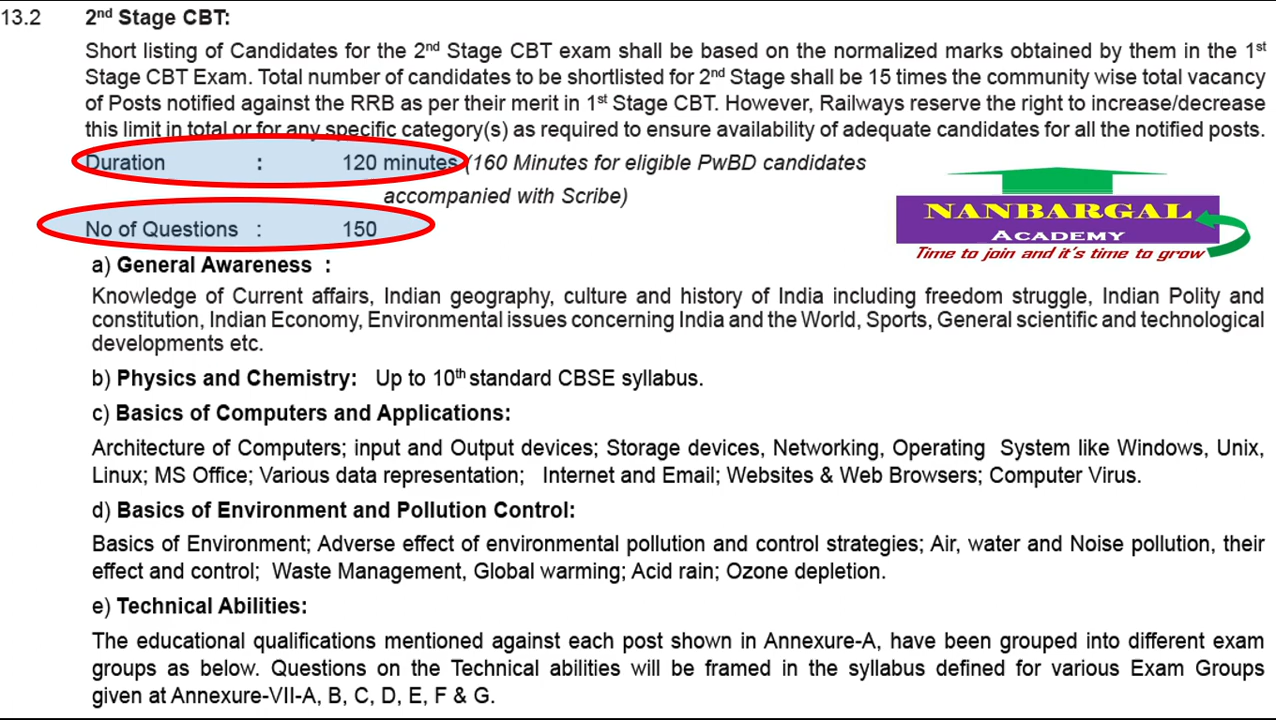 13.2 2nd Stage CBT:
Short listing of Candidates for the 2nd Stage CBT exam shall be based on the normalized marks obtained by them in the 1st
Stage CBT Exam. Total number of candidates to be shortlisted for 2nd Stage shall be 15 times the community wise total vacancy
of Posts notified against the RRB as per their merit in 1st Stage CBT. However, Railways reserve the right to increase/decrease
this limit in total or for any specific category(s) as required to ensure availability of adequate candidates for all the notified posts.
Duration : 120 minutes (160 Minutes for eligible PwBD candidates
accompanied with Scribe)
No of Questions : 150
NANBARGAL
ACADEMY
Time to join and it's time to grow
a) General Awareness :
Knowledge of Current affairs, Indian geography, culture and history of India including freedom struggle, Indian Polity and
constitution, Indian Economy, Environmental issues concerning India and the World, Sports, General scientific and technological
developments etc.
b) Physics and Chemistry: Up to 10th standard CBSE syllabus.
c) Basics of Computers and Applications:
Architecture of Computers; input and Output devices; Storage devices, Networking, Operating System like Windows, Unix,
Linux; MS Office; Various data representation; Internet and Email; Websites & Web Browsers; Computer Virus.
d) Basics of Environment and Pollution Control:
Basics of Environment; Adverse effect of environmental pollution and control strategies; Air, water and Noise pollution, their
effect and control; Waste Management, Global warming; Acid rain; Ozone depletion.
e) Technical Abilities:
The educational qualifications mentioned against each post shown in Annexure-A, have been grouped into different exam
groups as below. Questions on the Technical abilities will be framed in the syllabus defined for various Exam Groups
given at Annexure-VII-A, B, C, D, E, F & G.